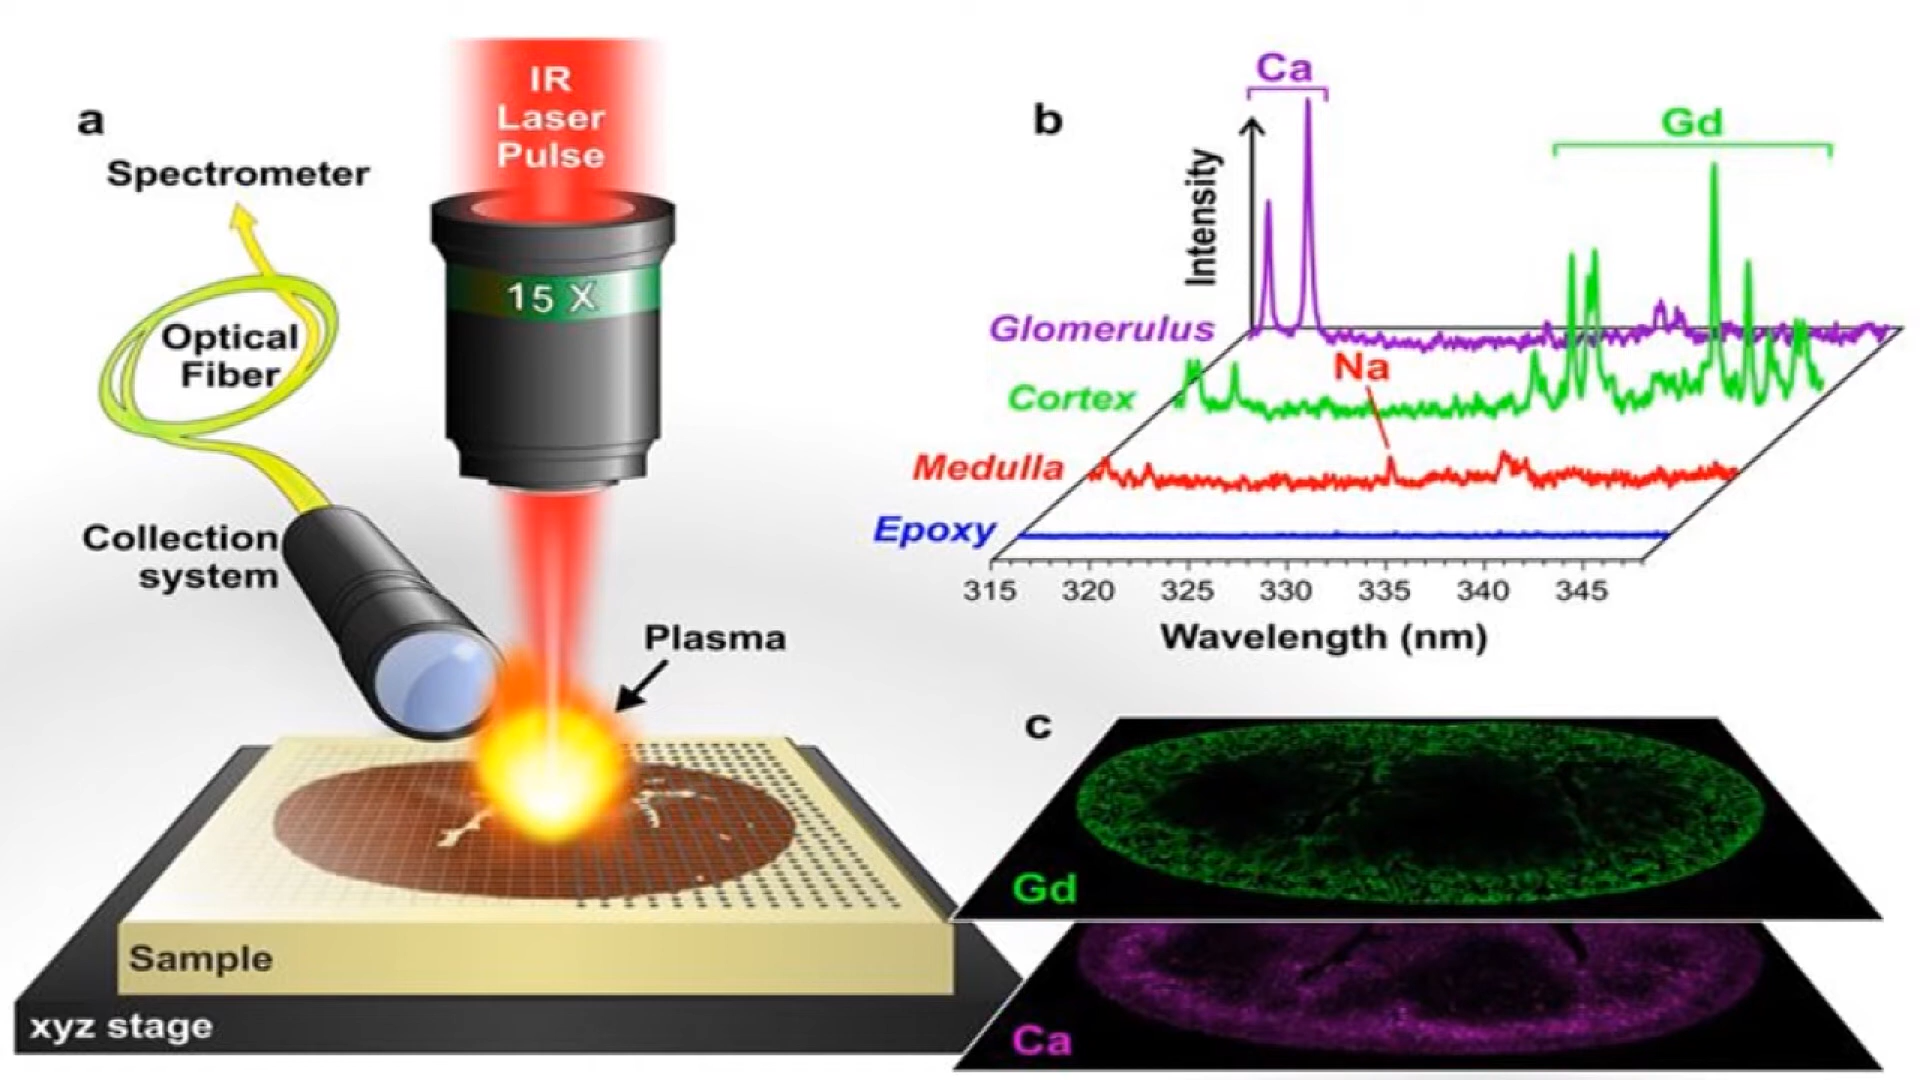 a
IR
Laser
Pulse
Spectrometer
15 X
Optical
Fiber
Collection
system
Plasma
Sample
xyz stage
b
Ca
Gd
Intensity
Glomerulus
Na
Cortex
Medulla
Epoxy
315 320 325 330 335 340 345
Wavelength (nm)
c
Gd
Ca